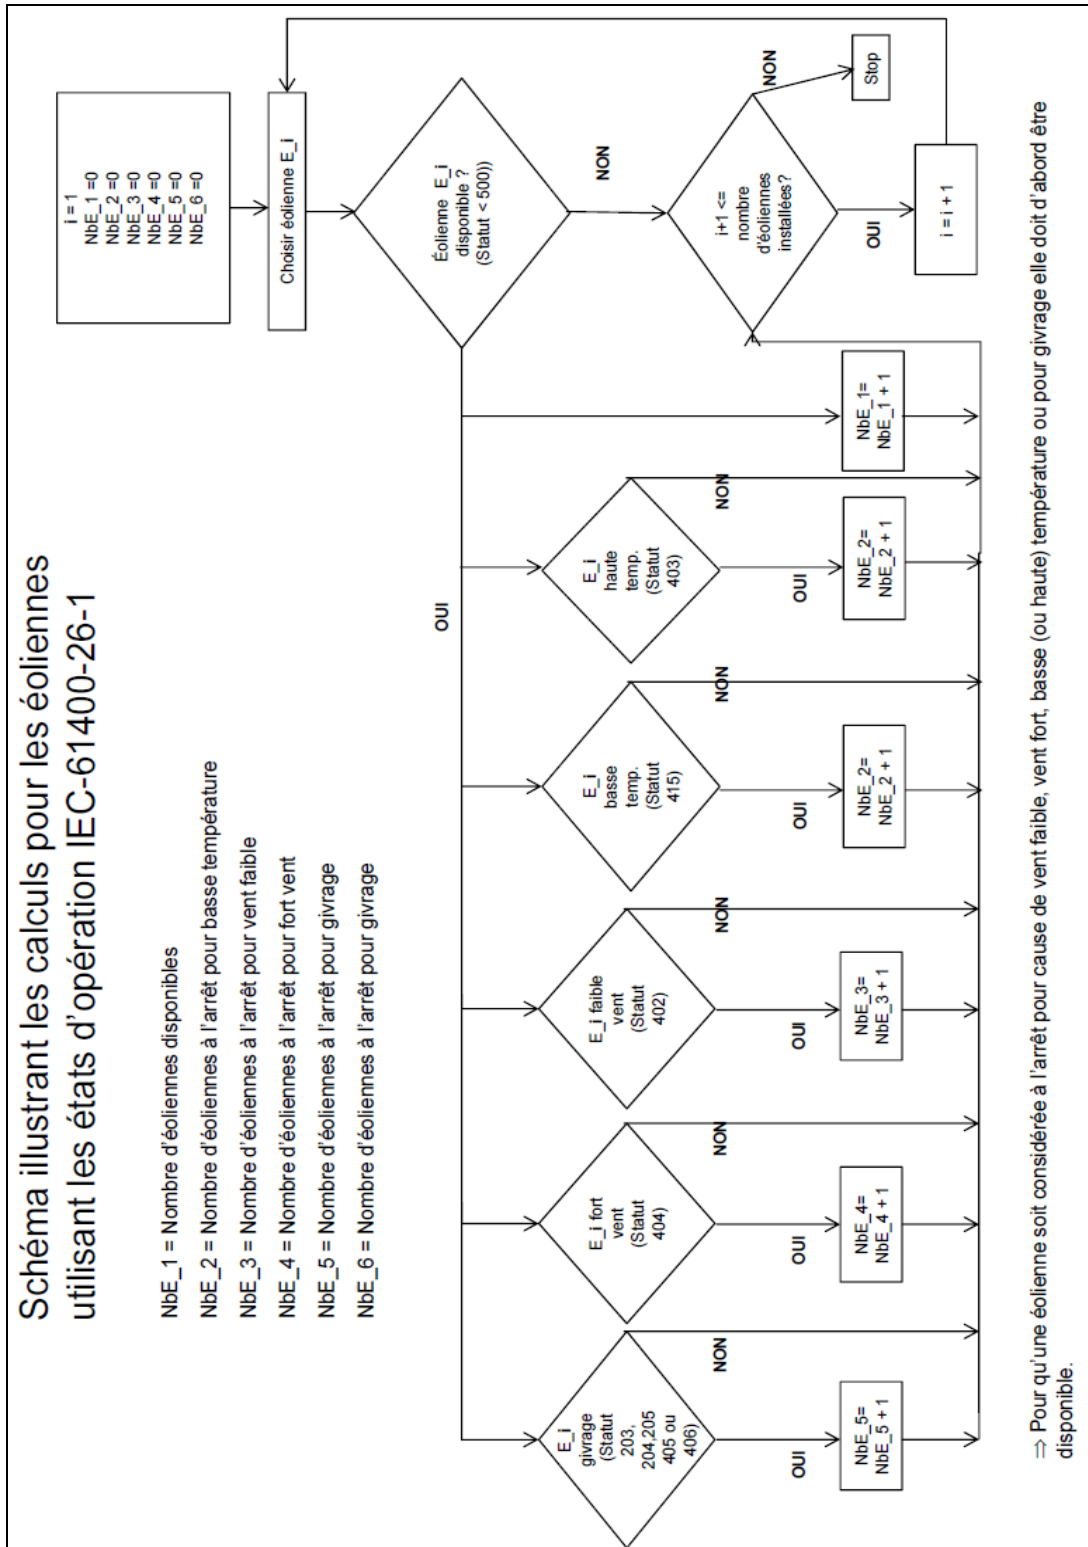 Schéma illustrant les calculs pour les éoliennes
utilisant les états d'opération IEC-61400-26-1
NbE_1 = Nombre d'éoliennes disponibles
NbE_2 = Nombre d'éoliennes à l'arrêt pour basse température
NbE_3 = Nombre d'éoliennes à l'arrêt pour vent faible
NbE_4 = Nombre d'éoliennes à l'arrêt pour fort vent
NbE_5 = Nombre d'éoliennes à l'arrêt pour givrage
NbE_6 = Nombre d'éoliennes à l'arrêt pour givrage
i = 1
NbE_1 =0
NbE_2 =0
NbE_3 =0
NbE_4 =0
NbE_5 =0
NbE_6 =0
Choisir éolienne E_i
Éolienne E_i
disponible ?
(Statut < 500))
OUI
NON
E_i
givrage
(Statut
203,
204,205
405 ou
406)
E_i fort
vent
(Statut
404)
E_i faible
vent
(Statut
402)
E_i
basse
temp.
(Statut
415)
E_i
haute
temp.
(Statut
403)
i+1 <=
nombre
d'éoliennes
installées?
NON
Stop
NON
NON
NON
NON
NON
OUI
OUI
OUI
OUI
OUI
OUI
NbE_5=
NbE_5 + 1
NbE_4=
NbE_4 + 1
NbE_3=
NbE_3 + 1
NbE_2=
NbE_2 + 1
NbE_2=
NbE_2 + 1
NbE_1=
NbE_1 + 1
i = i + 1
⇒ Pour qu'une éolienne soit considérée à l'arrêt pour cause de vent faible, vent fort, basse (ou haute) température ou pour givrage elle doit d'abord être
disponible.